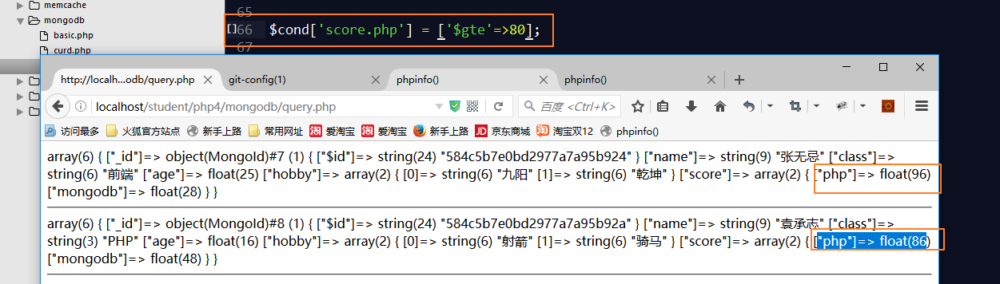 memcache
mongodb
basic.php
curd.php
65
[]66 $cond['score.php'] = ['$gte'=>80];
67
http://localh...odb/query.php
git-config(1)
phpinfo()
phpinfo()
localhost/student/php4/mongodb/query.php
百度 <Ctrl+K>
访问最多 火狐官方站点 新手上路 常用网址 淘 爱淘宝 淘 爱淘宝 新手上路 JD 京东商城 淘 淘宝双12 phpinfo()
array(6) { ["_id"]=> object(MongoId)#7 (1) { ["$id"]=> string(24) "584c5b7e0bd2977a7a95b924" } ["name"]=> string(9) "张无忌" ["class"]=>
string(6) "前端" ["age"]=> float(25) ["hobby"]=> array(2) { [0]=> string(6) "九阳" [1]=> string(6) "乾坤" } ["score"]=> array(2) { ["php"]=> float(96)
["mongodb"]=> float(28) } }
array(6) { ["_id"]=> object(MongoId)#8 (1) { ["$id"]=> string(24) "584c5b7e0bd2977a7a95b92a" } ["name"]=> string(9) "袁承志" ["class"]=>
string(3) "PHP" ["age"]=> float(16) ["hobby"]=> array(2) { [0]=> string(6) "射箭" [1]=> string(6) "骑马" } ["score"]=> array(2) { ["php"]=> float(86)
["mongodb"]=> float(48) } }